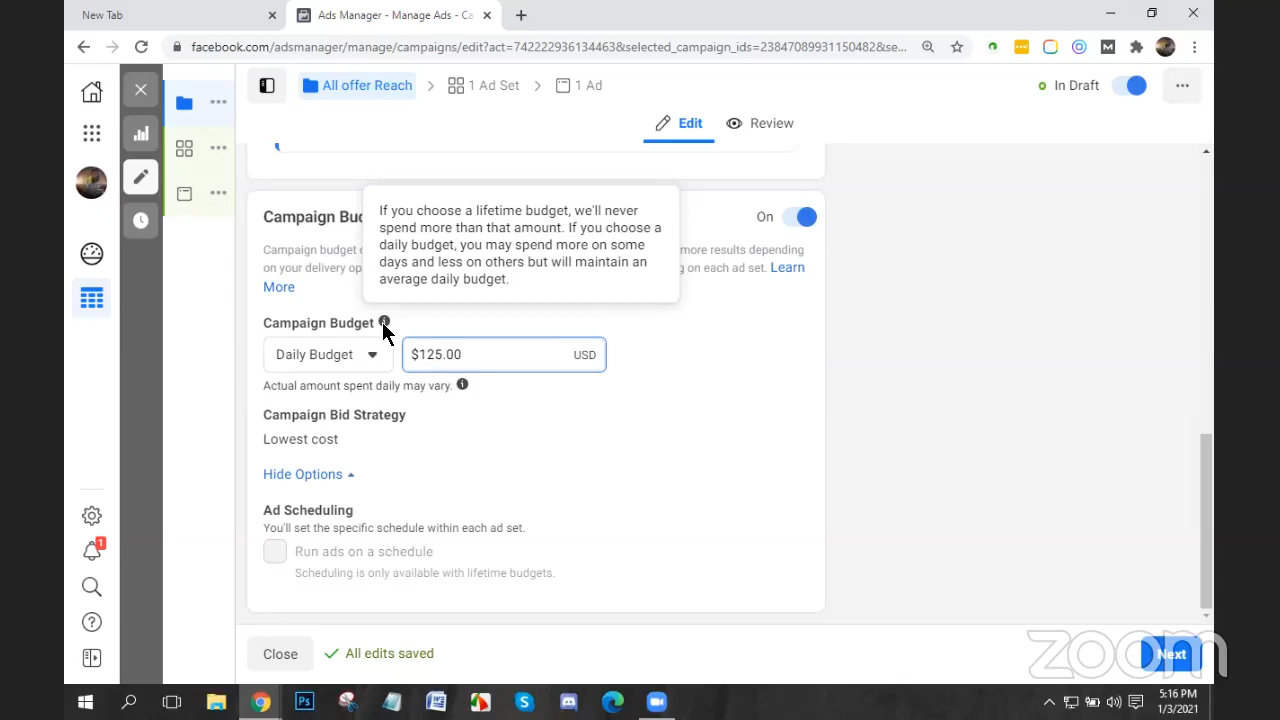 New Tab
Ads Manager - Manage Ads - Ca
facebook.com/adsmanager/manage/campaigns/edit?act=742222936134463&selected_campaign_ids=23847089931150482&se...
All offer Reach
1 Ad Set
1 Ad
In Draft
Edit
Review
If you choose a lifetime budget, we'll never
spend more than that amount. If you choose a
daily budget, you may spend more on some
days and less on others but will maintain an
average daily budget.
Campaign Bud
On
Campaign budget
more results depending
on your delivery op
g on each ad set. Learn
More
Campaign Budget
Daily Budget
$125.00
USD
Actual amount spent daily may vary.
Campaign Bid Strategy
Lowest cost
Hide Options
Ad Scheduling
You'll set the specific schedule within each ad set.
Run ads on a schedule
Scheduling is only available with lifetime budgets.
1
Close
All edits saved
Next
zoom
5:16 PM
1/3/2021